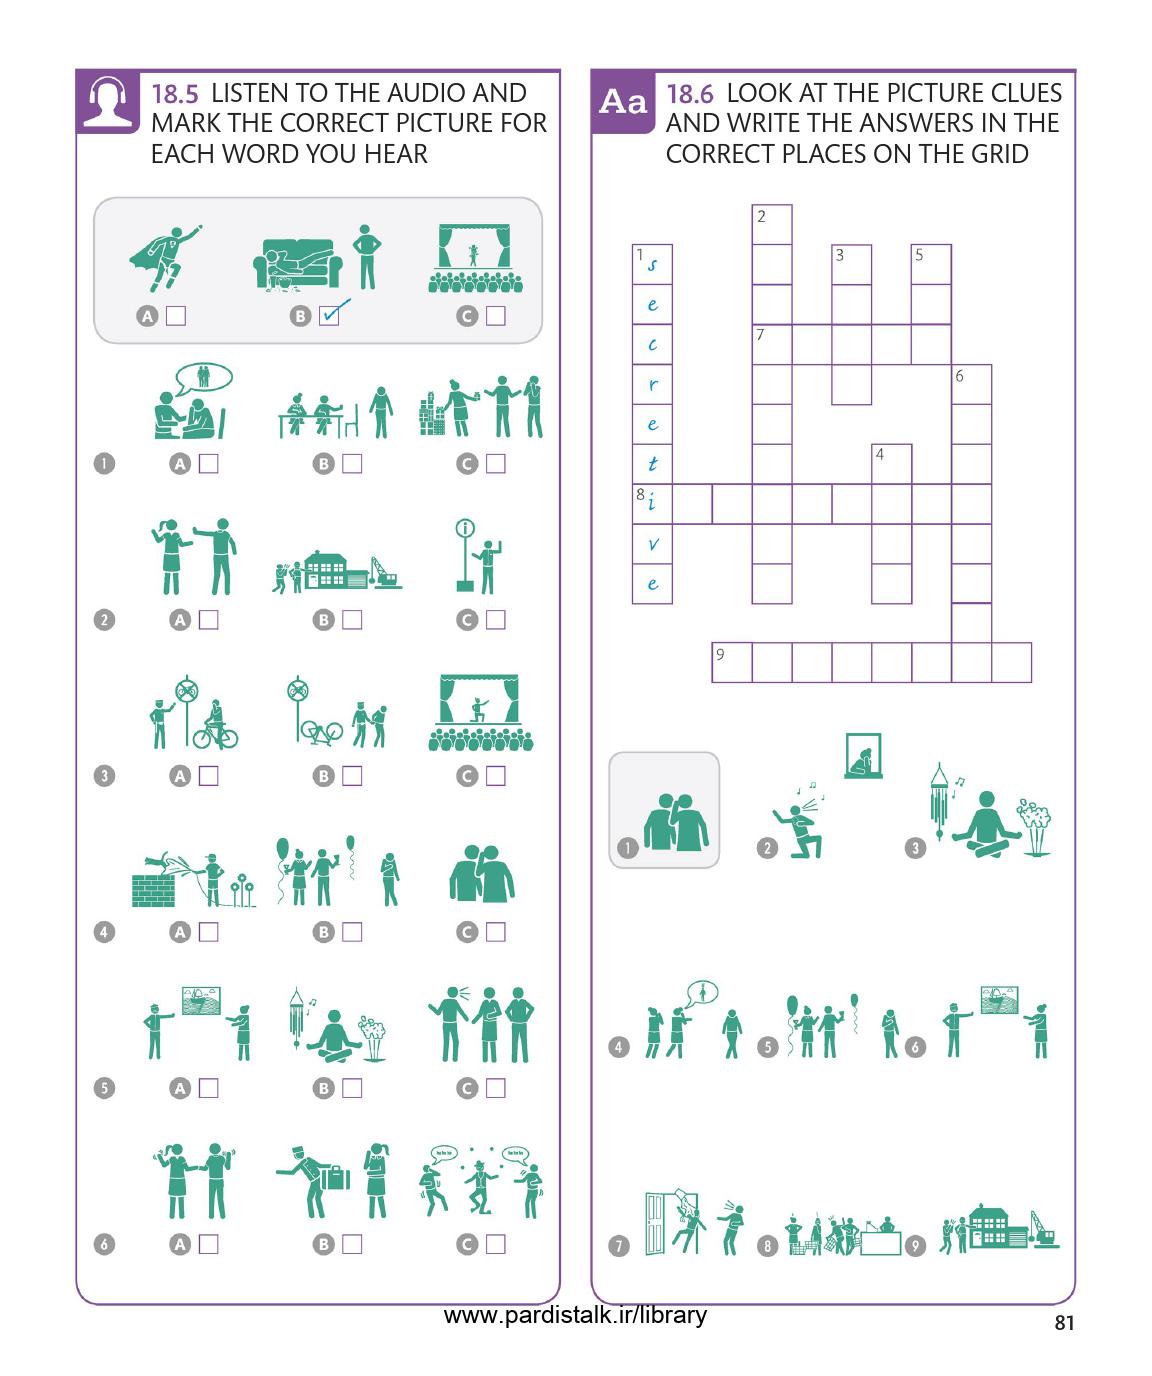 18.5 LISTEN TO THE AUDIO AND
MARK THE CORRECT PICTURE FOR
EACH WORD YOU HEAR
A B C
1 A B C
2 A B C
3 A B C
4 A B C
5 A B C
6 A B C
Aa 18.6 LOOK AT THE PICTURE CLUES
AND WRITE THE ANSWERS IN THE
CORRECT PLACES ON THE GRID
2
1 s 3 5
e
c 7
r 6
e
t 4
8 i
v
e
9
1 2 3
4 5 6
7 8 9
www.pardistalk.ir/library
81